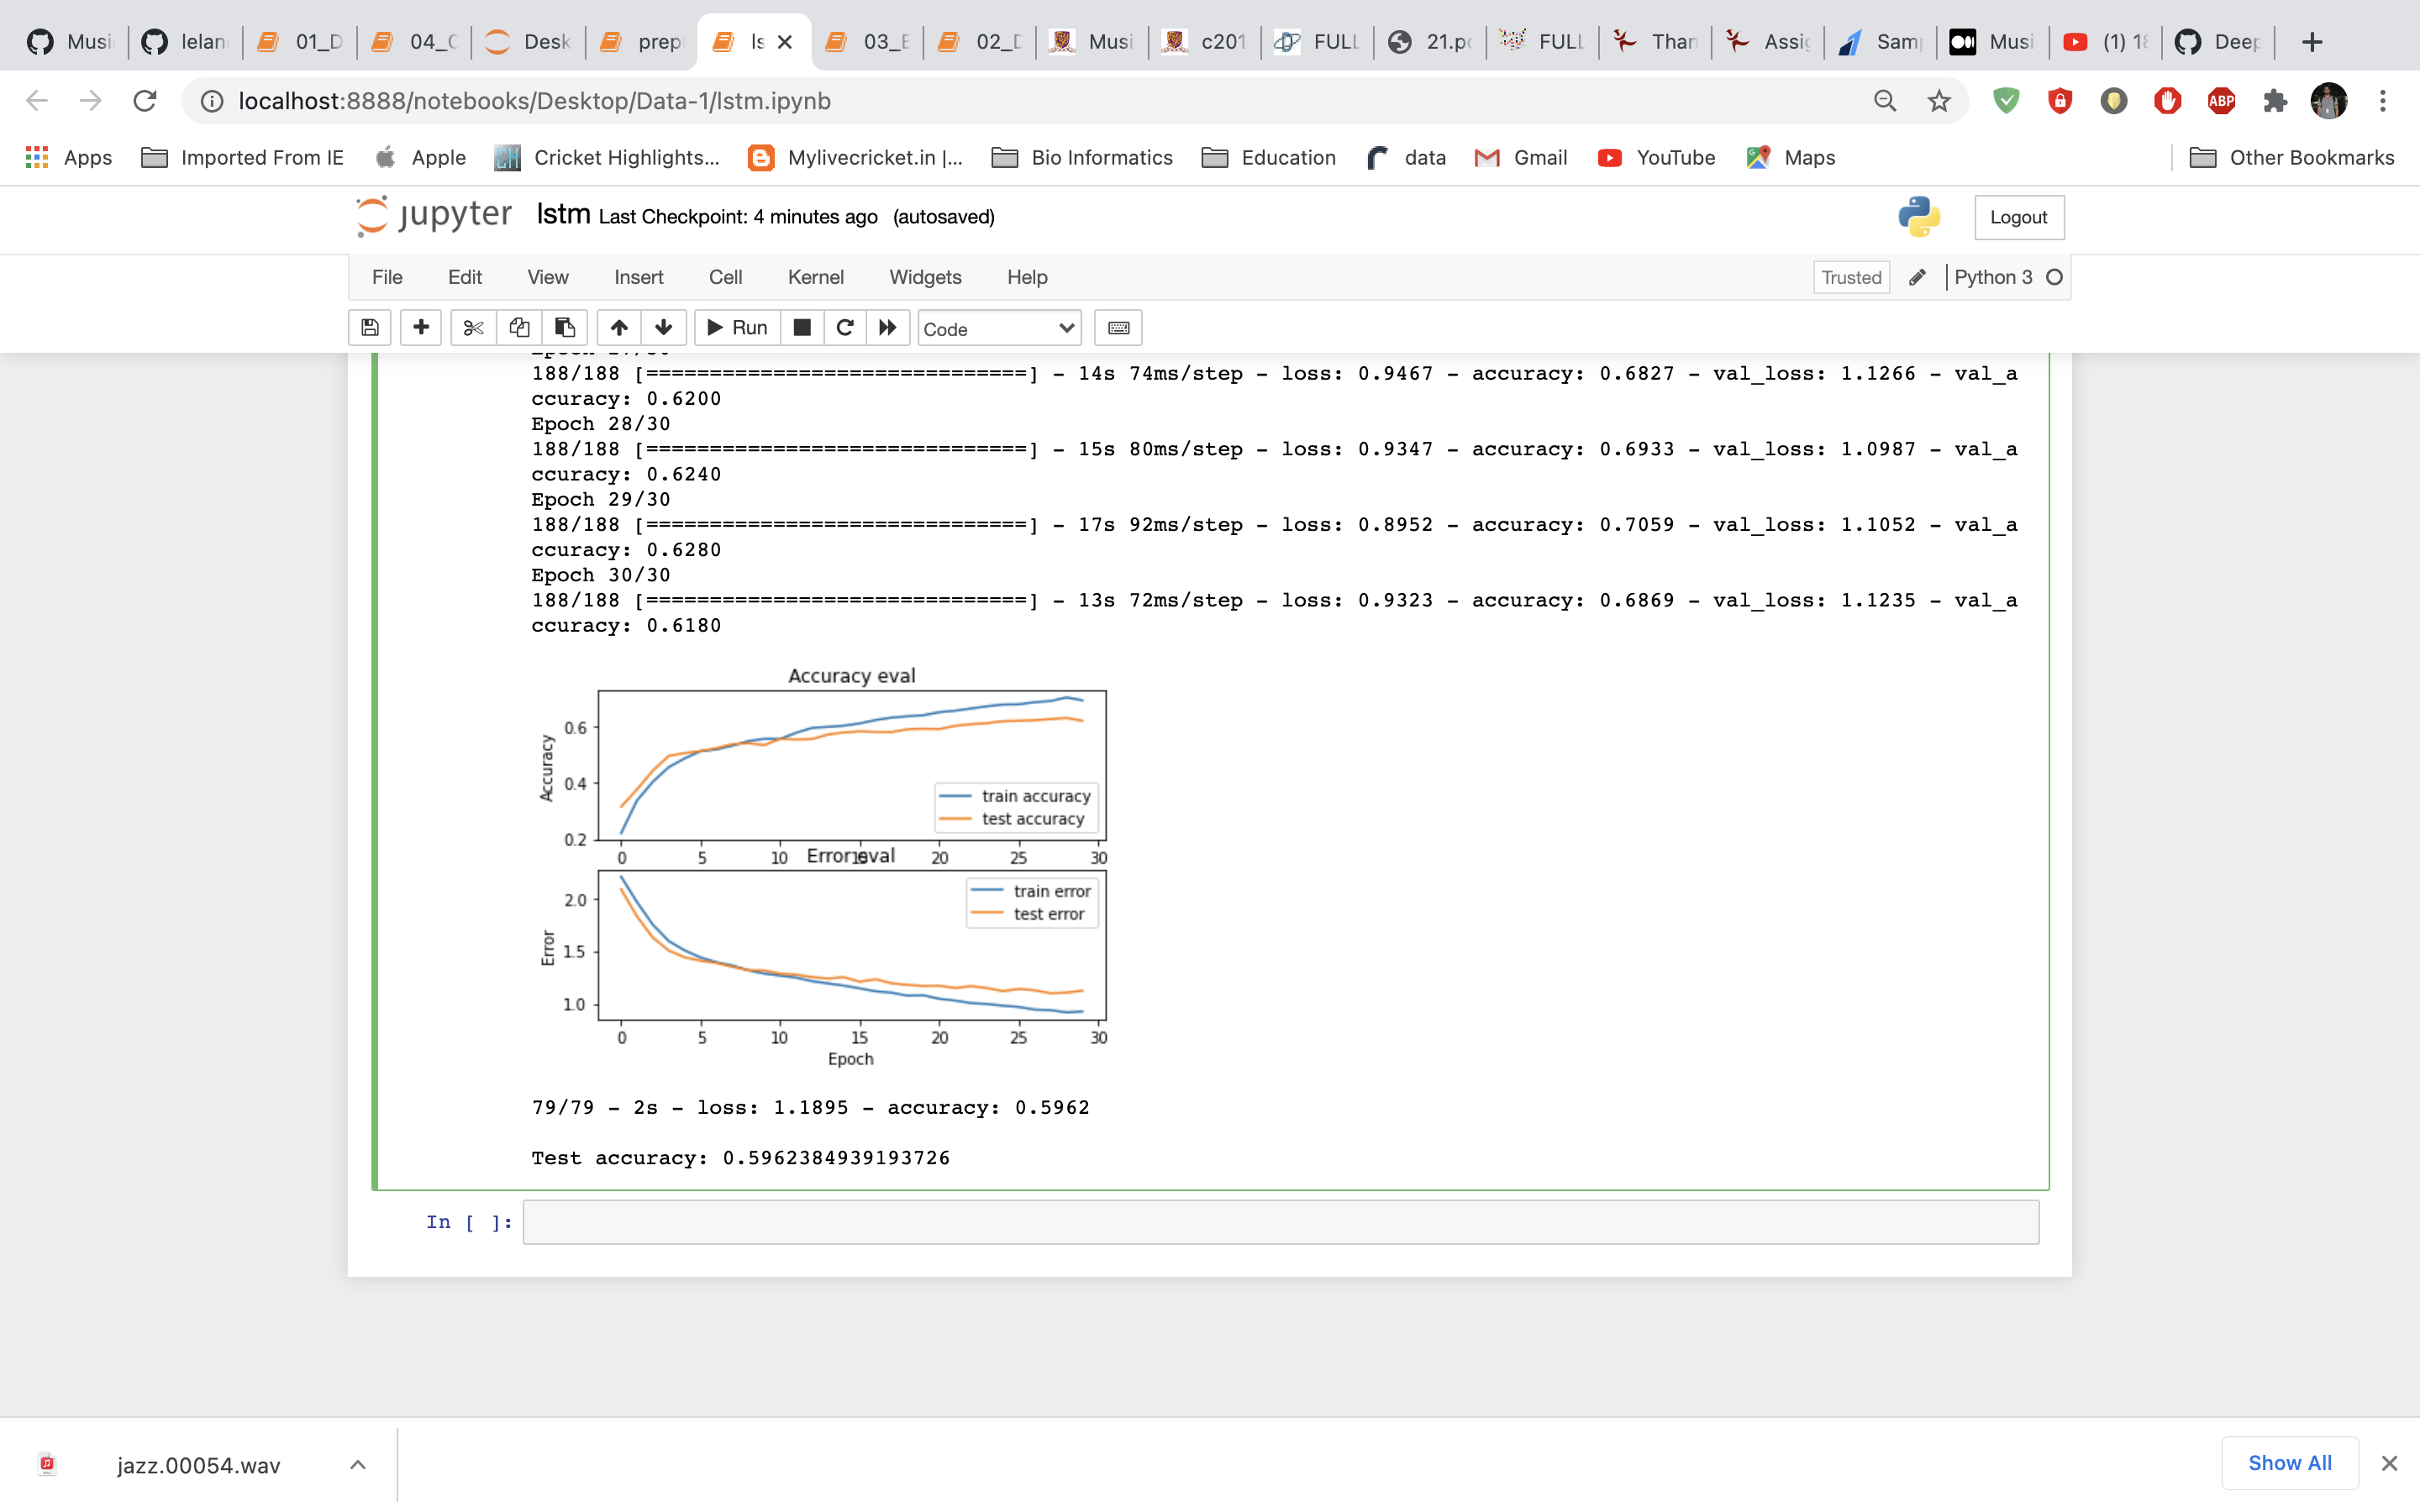 Musi
lelan
01_D
04_C
Desk
prep
ls
03_E
02_D
Musi
c201
FULL
21.pc
FULL
Than
Assig
Samp
Musi
(1) 18
Deep
localhost:8888/notebooks/Desktop/Data-1/lstm.ipynb
ABP
Apps
Imported From IE
Apple
Cricket Highlights...
Mylivecricket.in |...
Bio Informatics
Education
data
Gmail
YouTube
Maps
Other Bookmarks
jupyter lstm Last Checkpoint: 4 minutes ago (autosaved)
Logout
File Edit View Insert Cell Kernel Widgets Help
Trusted
Python 3
Run
Code
188/188 [==============================] - 14s 74ms/step - loss: 0.9467 - accuracy: 0.6827 - val_loss: 1.1266 - val_a
ccuracy: 0.6200
Epoch 28/30
188/188 [==============================] - 15s 80ms/step - loss: 0.9347 - accuracy: 0.6933 - val_loss: 1.0987 - val_a
ccuracy: 0.6240
Epoch 29/30
188/188 [==============================] - 17s 92ms/step - loss: 0.8952 - accuracy: 0.7059 - val_loss: 1.1052 - val_a
ccuracy: 0.6280
Epoch 30/30
188/188 [==============================] - 13s 72ms/step - loss: 0.9323 - accuracy: 0.6869 - val_loss: 1.1235 - val_a
ccuracy: 0.6180
Accuracy eval
Accuracy
0.6
0.4
0.2
train accuracy
test accuracy
0 5 10 15 20 25 30
Error eval
Error
2.0
1.5
1.0
train error
test error
0 5 10 15 20 25 30
Epoch
79/79 - 2s - loss: 1.1895 - accuracy: 0.5962
Test accuracy: 0.5962384939193726
In [ ]:
jazz.00054.wav
Show All